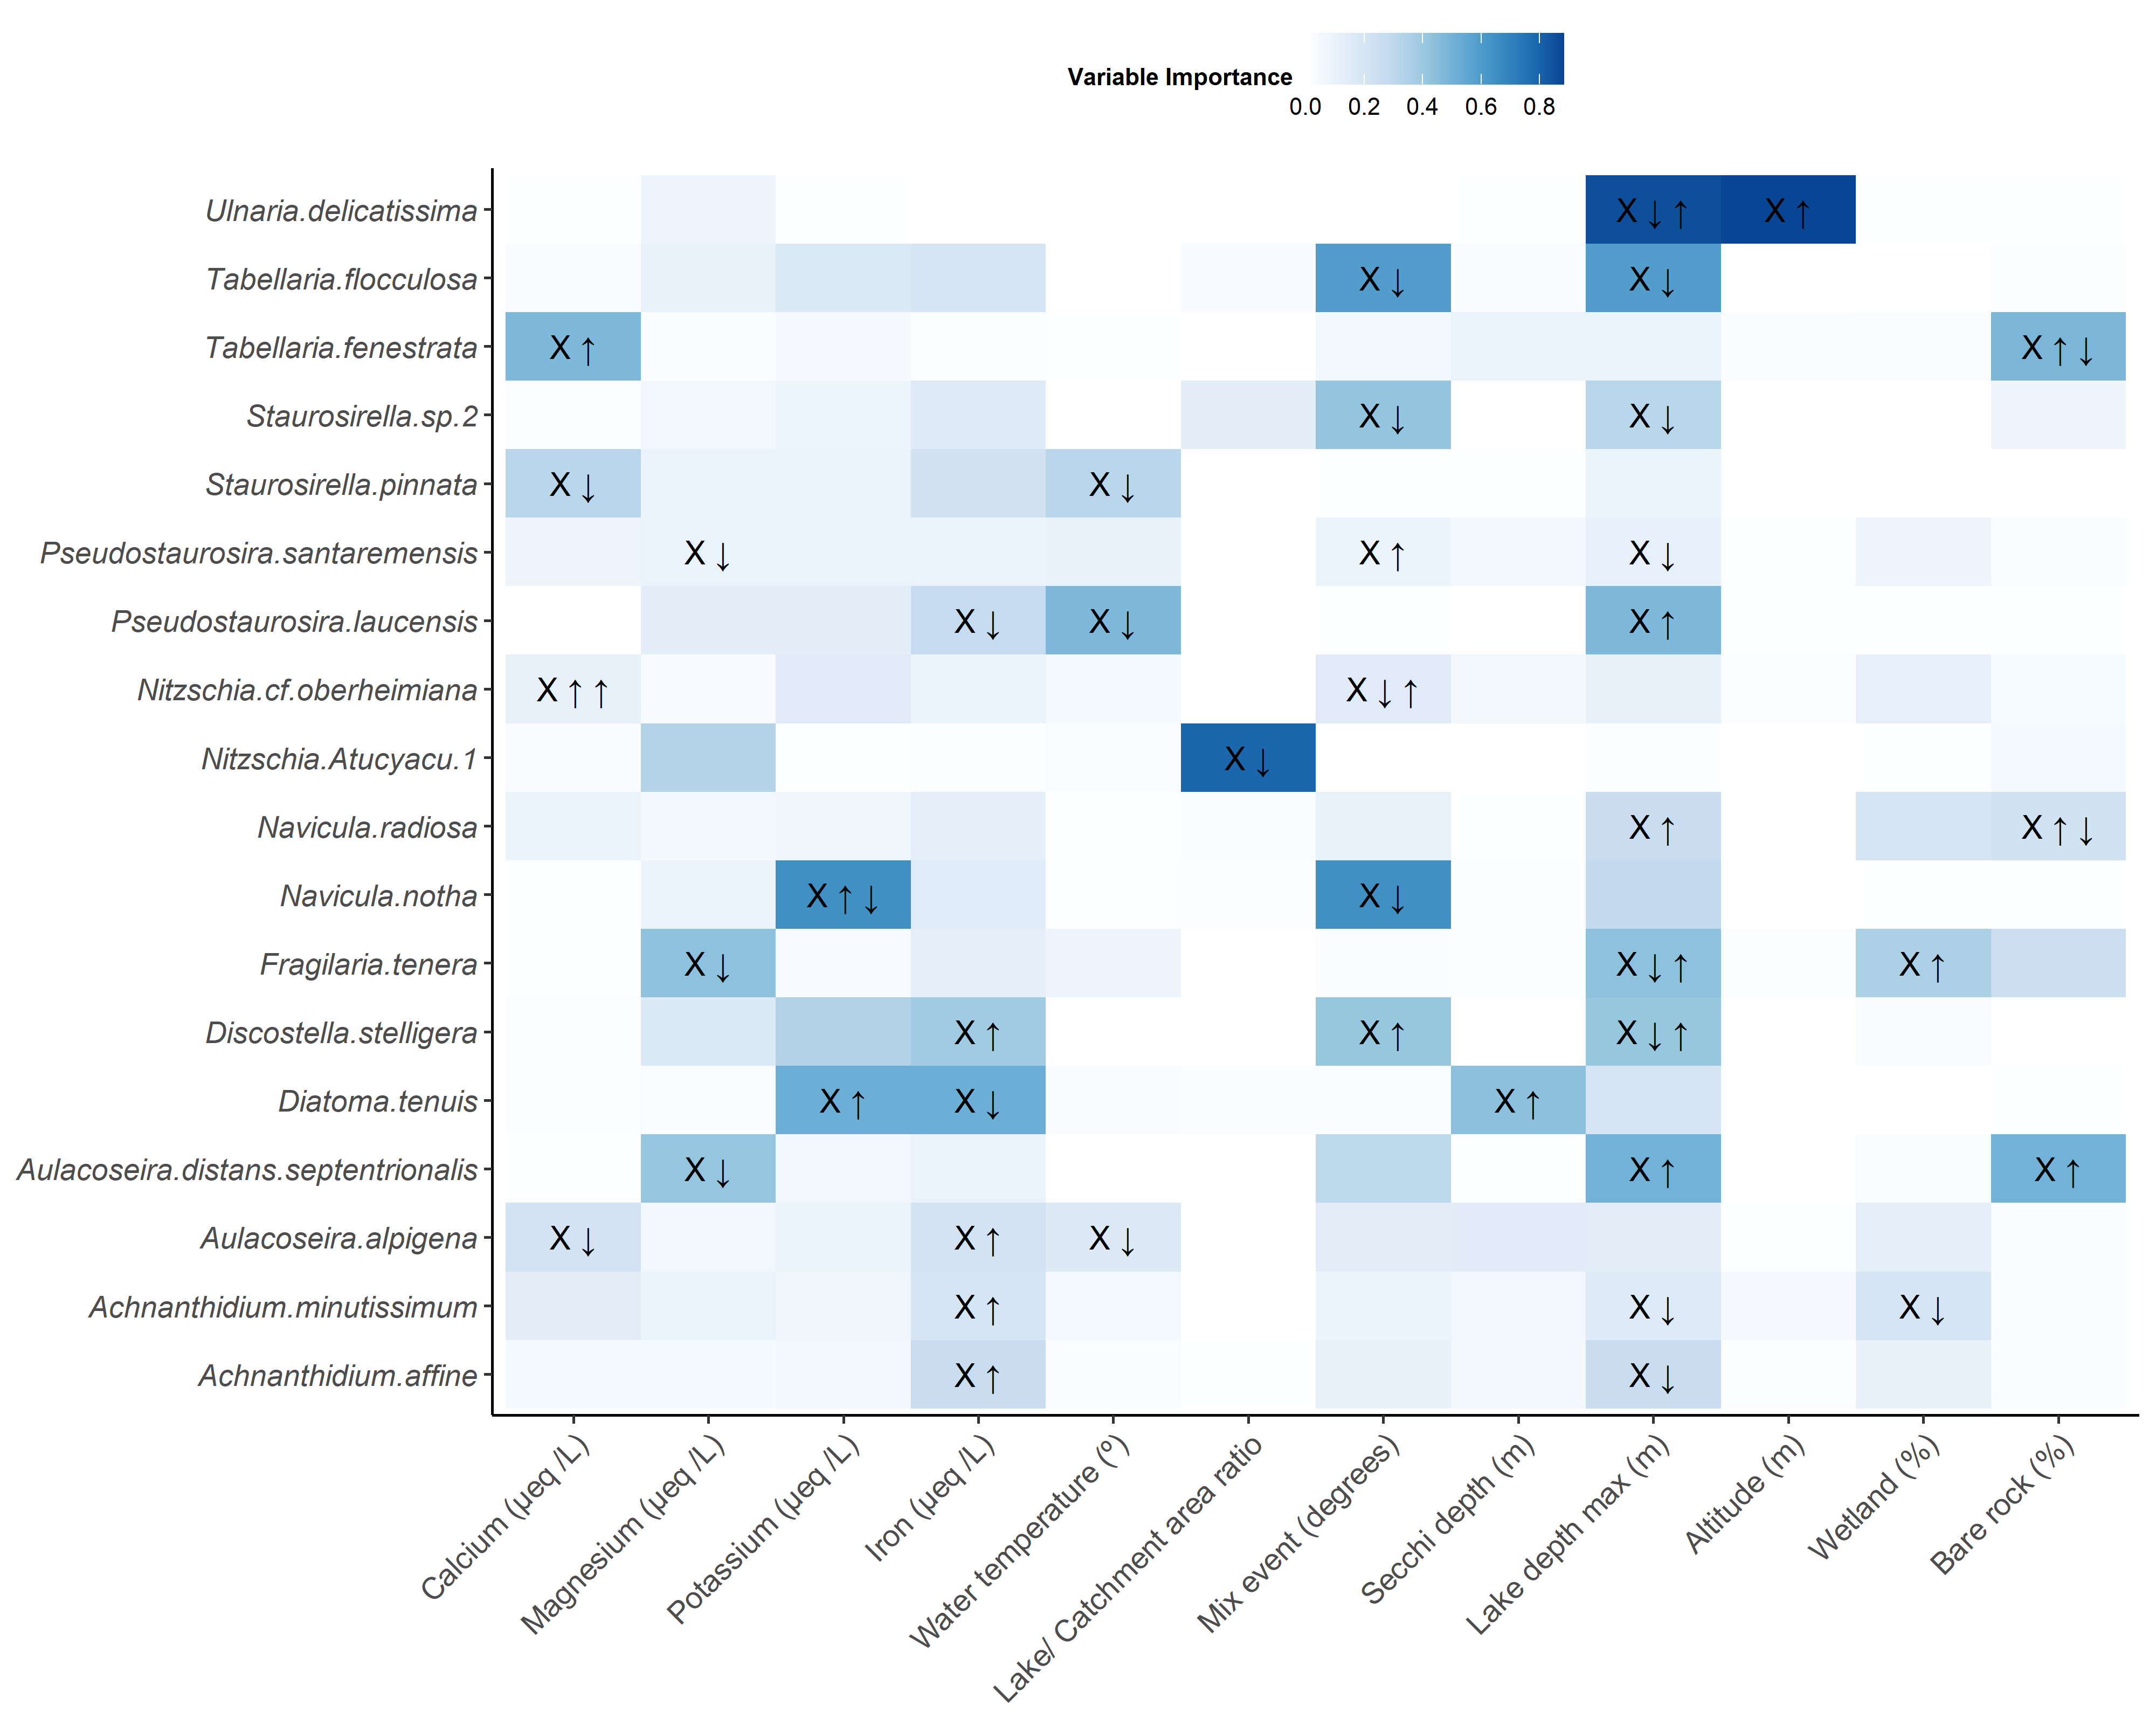 Variable Importance
0.0 0.2 0.4 0.6 0.8
Ulnaria.delicatissima X ↓ ↑ X ↑
Tabellaria.flocculosa X ↓ X ↓
Tabellaria.fenestrata X ↑ X ↑ ↓
Staurosirella.sp.2 X ↓ X ↓
Staurosirella.pinnata X ↓ X ↓
Pseudostaurosira.santaremensis X ↓ X ↑ X ↓
Pseudostaurosira.laucensis X ↓ X ↓ X ↑
Nitzschia.cf.oberheimiana X ↑ ↑ X ↓ ↑
Nitzschia.Atucyacu.1 X ↓
Navicula.radiosa X ↑ X ↑ ↓
Navicula.notha X ↑ ↓ X ↓
Fragilaria.tenera X ↓ X ↓ ↑ X ↑
Discostella.stelligera X ↑ X ↑ X ↓ ↑
Diatoma.tenuis X ↑ X ↓ X ↑
Aulacoseira.distans.septentrionalis X ↓ X ↑ X ↑
Aulacoseira.alpigena X ↓ X ↑ X ↓
Achnanthidium.minutissimum X ↑ X ↓ X ↓
Achnanthidium.affine X ↑ X ↓
Calcium (µeq /L)
Magnesium (µeq /L)
Potassium (µeq /L)
Iron (µeq /L)
Water temperature (º)
Lake/ Catchment area ratio
Mix event (degrees)
Secchi depth (m)
Lake depth max (m)
Altitude (m)
Wetland (%)
Bare rock (%)